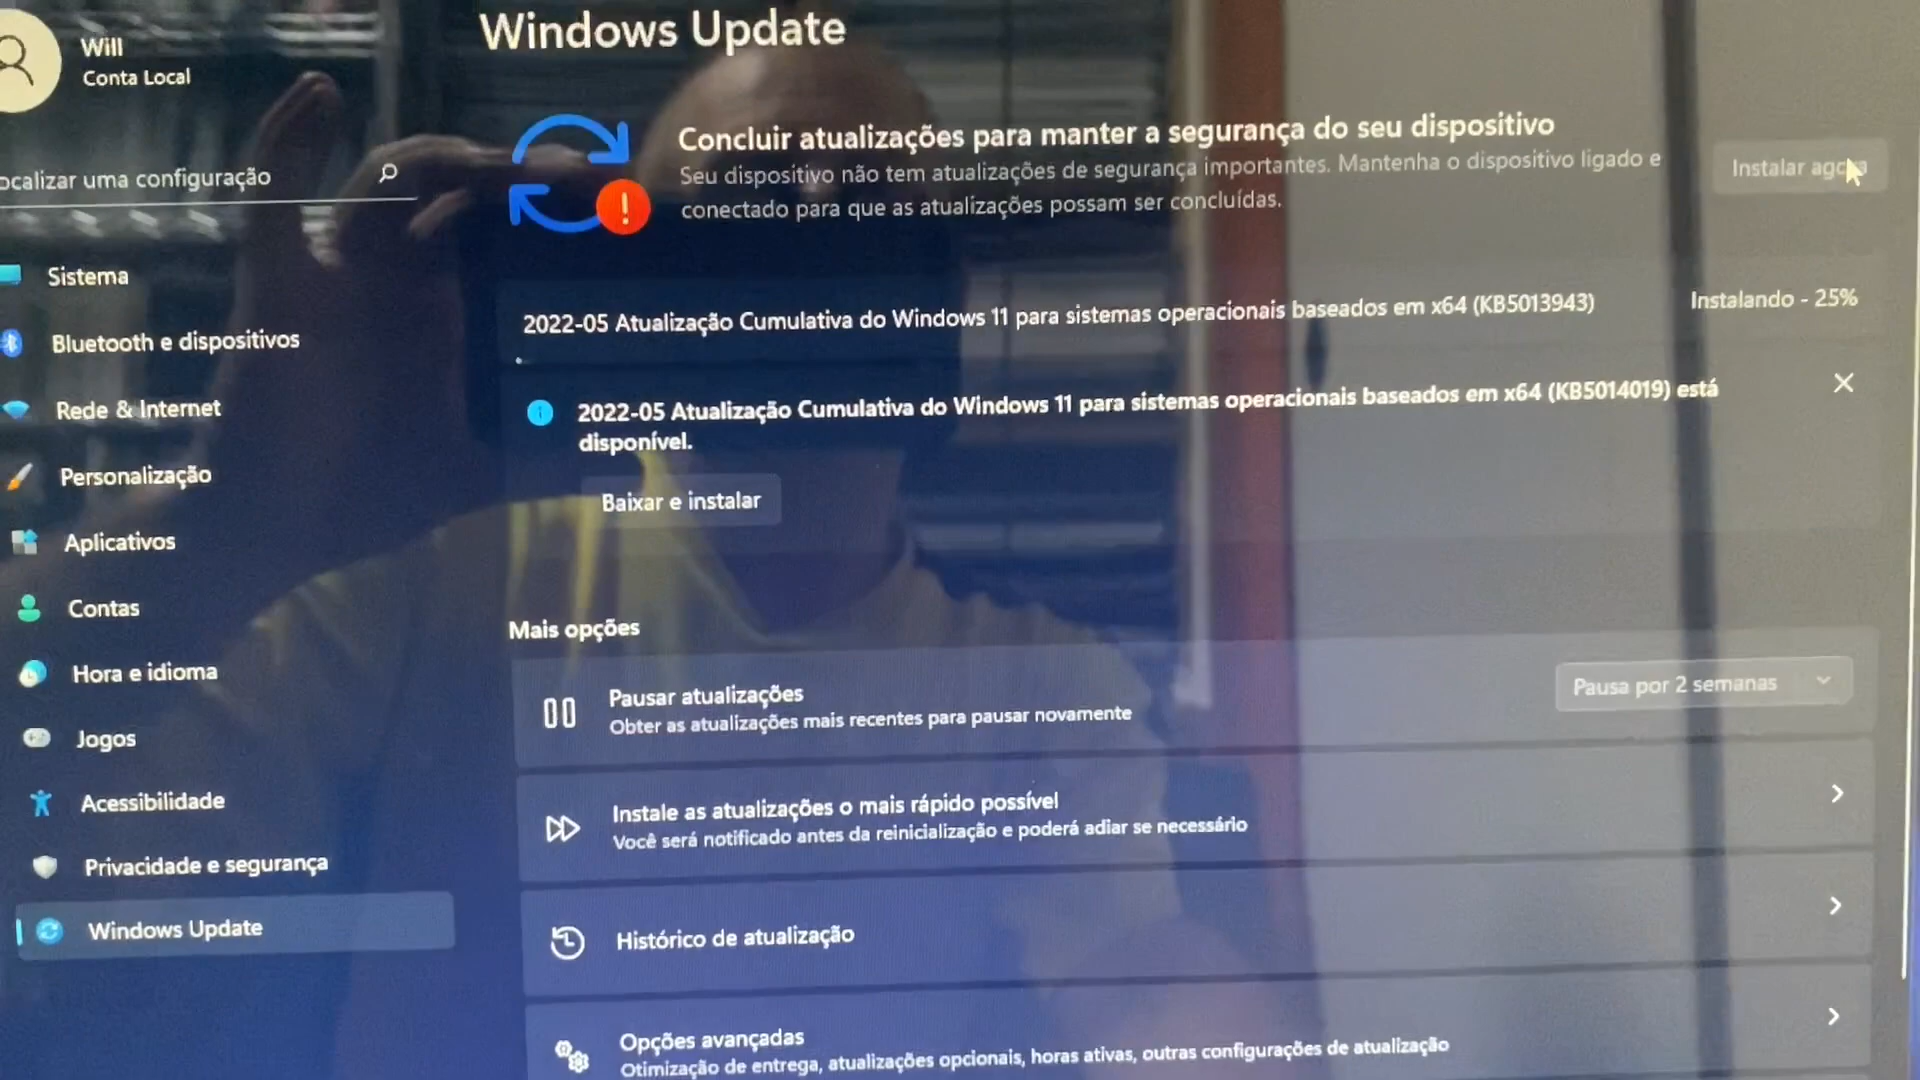 Windows Update
Will
Conta Local
ocalizar uma configuração
Concluir atualizações para manter a segurança do seu dispositivo
Seu dispositivo não tem atualizações de segurança importantes. Mantenha o dispositivo ligado e
conectado para que as atualizações possam ser concluídas.
Instalar agora
Sistema
Bluetooth e dispositivos
Rede & Internet
Personalização
Aplicativos
Contas
Hora e idioma
Jogos
Acessibilidade
Privacidade e segurança
Windows Update
2022-05 Atualização Cumulativa do Windows 11 para sistemas operacionais baseados em x64 (KB5013943)
Instalando - 25%
2022-05 Atualização Cumulativa do Windows 11 para sistemas operacionais baseados em x64 (KB5014019) está
disponível.
Baixar e instalar
Mais opções
Pausar atualizações
Obter as atualizações mais recentes para pausar novamente
Pausa por 2 semanas
Instale as atualizações o mais rápido possível
Você será notificado antes da reinicialização e poderá adiar se necessário
Histórico de atualização
Opções avançadas
Otimização de entrega, atualizações opcionais, horas ativas, outras configurações de atualização